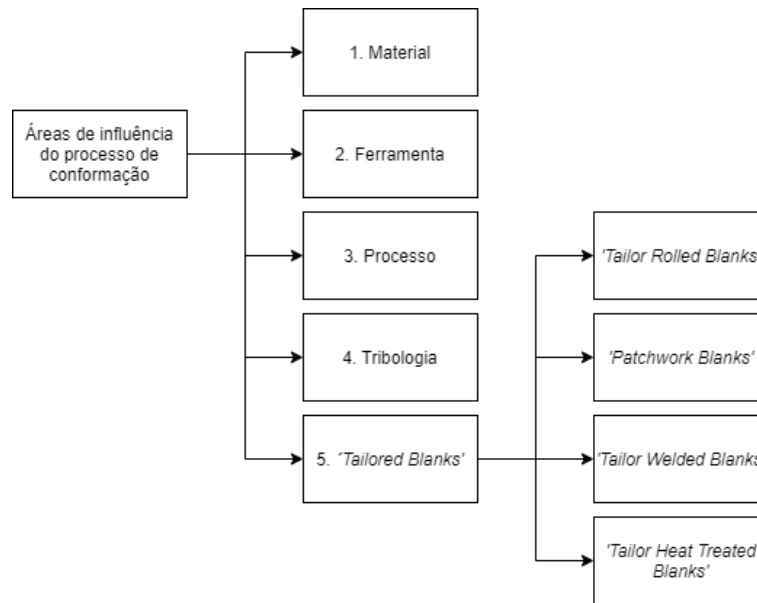 1. Material
Áreas de influência
do processo de
conformação
2. Ferramenta
3. Processo
'Tailor Rolled Blanks
4. Tribologia
'Patchwork Blanks'
5. ´Tailored Blanks'
'Tailor Welded Blanks
'Tailor Heat Treated
Blanks'